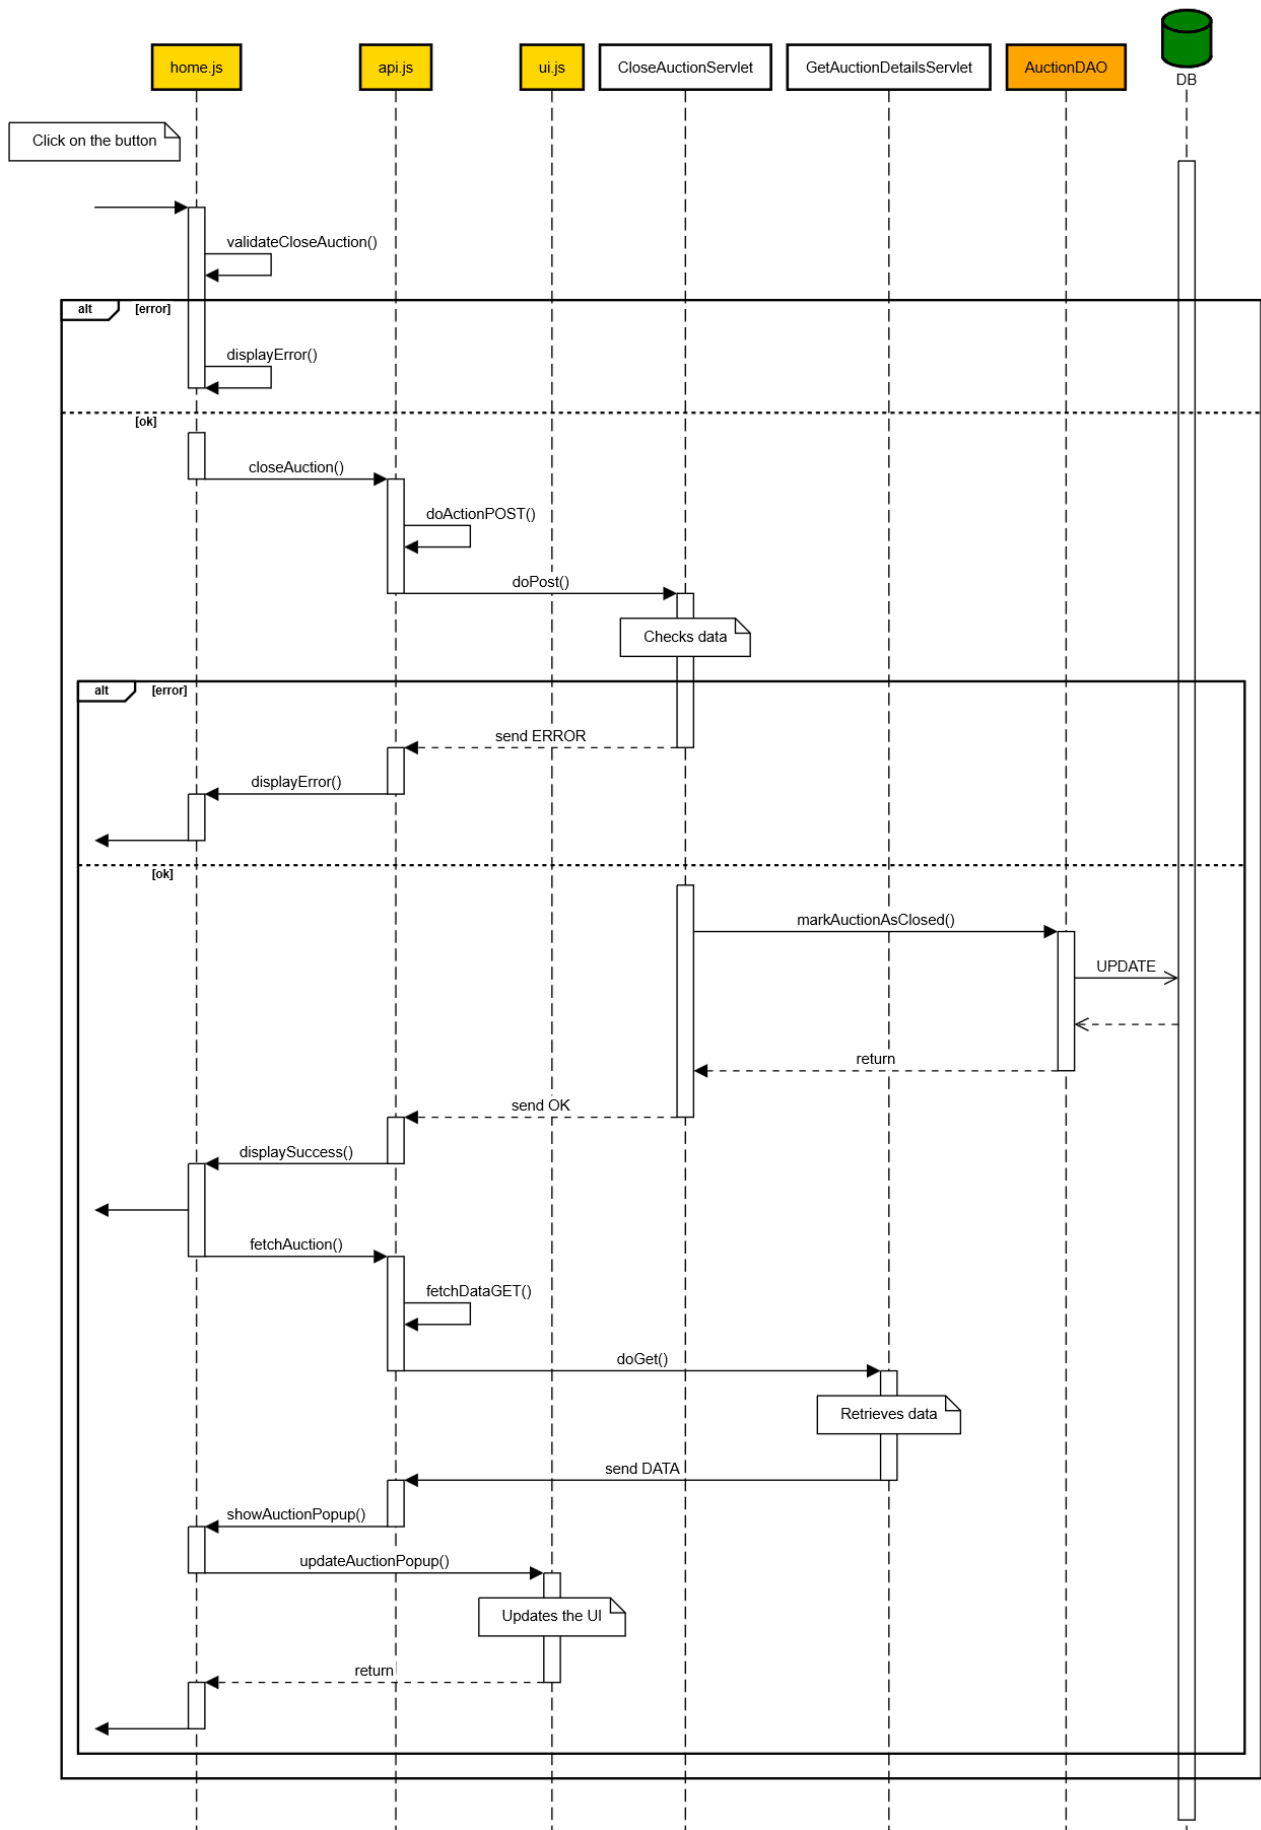 home.js
api.js
ui.js
CloseAuctionServlet
GetAuctionDetailsServlet
AuctionDAO
DB
Click on the button
validateCloseAuction()
alt
[error]
displayError()
[ok]
closeAuction()
doActionPOST()
doPost()
Checks data
alt
[error]
send ERROR
displayError()
[ok]
markAuctionAsClosed()
UPDATE
return
send OK
displaySuccess()
fetchAuction()
fetchDataGET()
doGet()
Retrieves data
send DATA
showAuctionPopup()
updateAuctionPopup()
Updates the UI
return